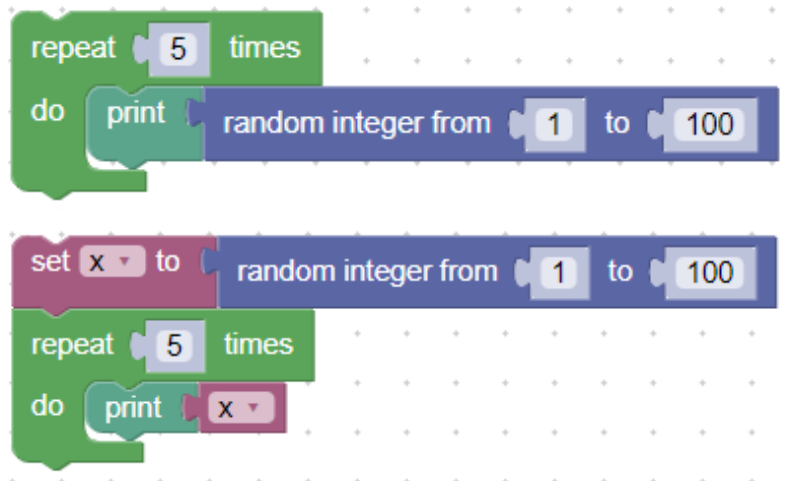 repeat 5 times
do print random integer from 1 to 100
set x to random integer from 1 to 100
repeat 5 times
do print x